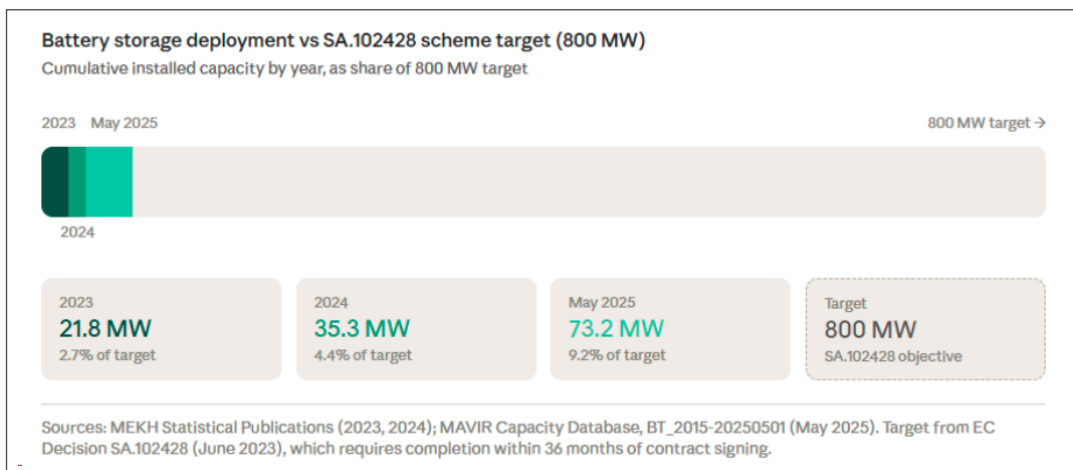 Battery storage deployment vs SA.102428 scheme target (800 MW)
Cumulative installed capacity by year, as share of 800 MW target
2023 May 2025 800 MW target →
2024
2023
21.8 MW
2.7% of target
2024
35.3 MW
4.4% of target
May 2025
73.2 MW
9.2% of target
Target
800 MW
SA.102428 objective
Sources: MEKH Statistical Publications (2023, 2024); MAVIR Capacity Database, BT_2015-20250501 (May 2025). Target from EC
Decision SA.102428 (June 2023), which requires completion within 36 months of contract signing.